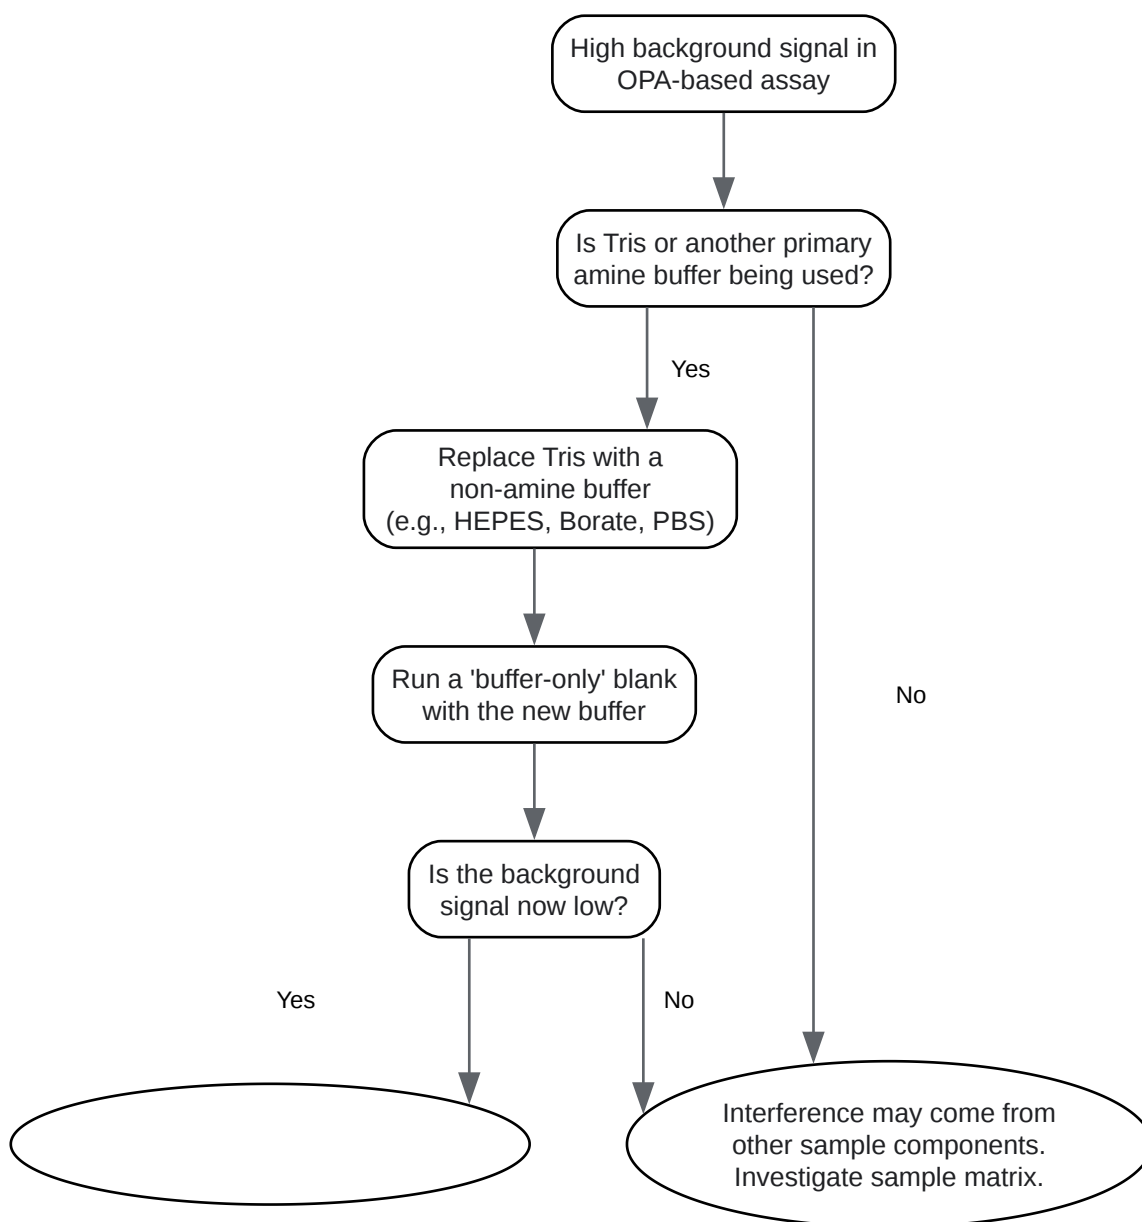 High background signal in
OPA-based assay
Is Tris or another primary
amine buffer being used?
Yes
Replace Tris with a
non-amine buffer
(e.g., HEPES, Borate, PBS)
Run a 'buffer-only' blank
with the new buffer
No
Is the background
signal now low?
Yes
No
Interference may come from
other sample components.
Investigate sample matrix.